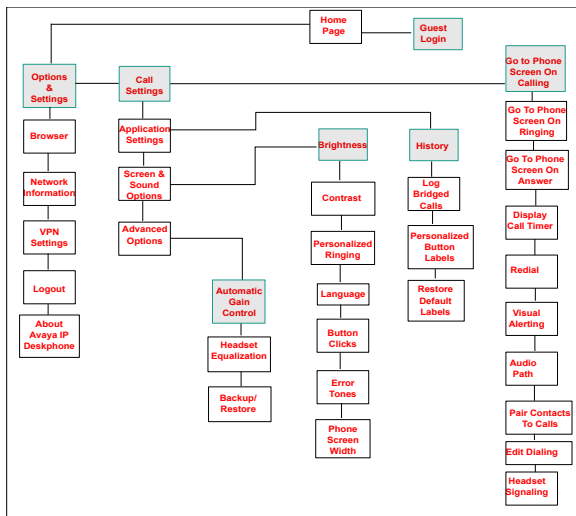 Home
Page
Guest
Login
Options
&
Settings
Call
Settings
Go to Phone
Screen On
Calling
Browser
Application
Settings
Brightness
History
Go To Phone
Screen On
Ringing
Network
Information
Screen &
Sound
Options
Contrast
Log
Bridged
Calls
Go To Phone
Screen On
Answer
VPN
Settings
Advanced
Options
Personalized
Ringing
Personalized
Button
Labels
Display
Call Timer
Logout
Automatic
Gain
Control
Language
Restore
Default
Labels
Redial
About
Avaya IP
Deskphone
Headset
Equalization
Button
Clicks
Visual
Alerting
Backup/
Restore
Error
Tones
Audio
Path
Phone
Screen
Width
Pair Contacts
To Calls
Edit Dialing
Headset
Signaling